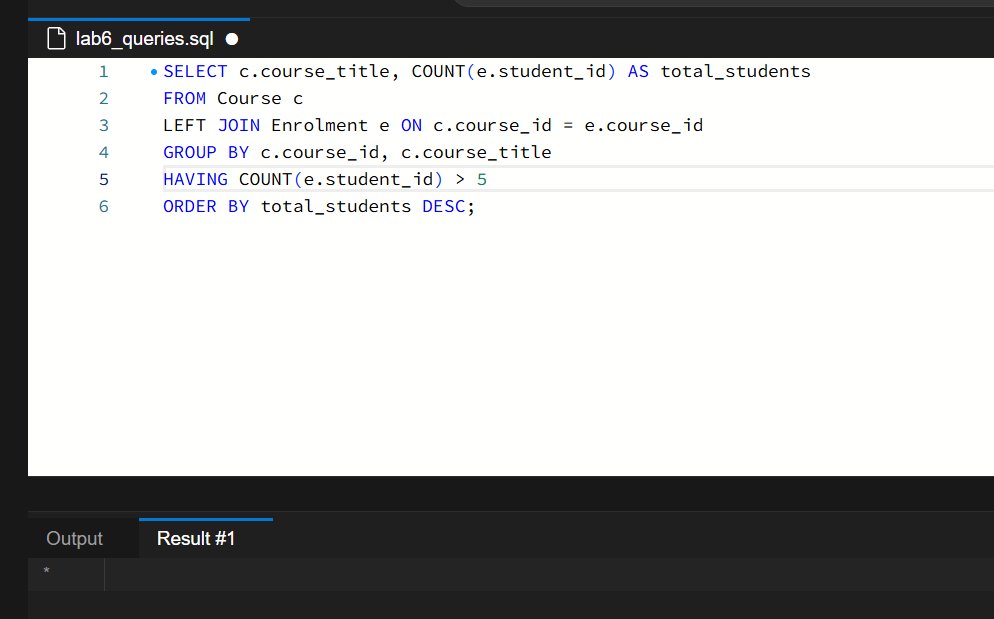 lab6_queries.sql
1 SELECT c.course_title, COUNT(e.student_id) AS total_students
2 FROM Course c
3 LEFT JOIN Enrolment e ON c.course_id = e.course_id
4 GROUP BY c.course_id, c.course_title
5 HAVING COUNT(e.student_id) > 5
6 ORDER BY total_students DESC;
Output Result #1
*